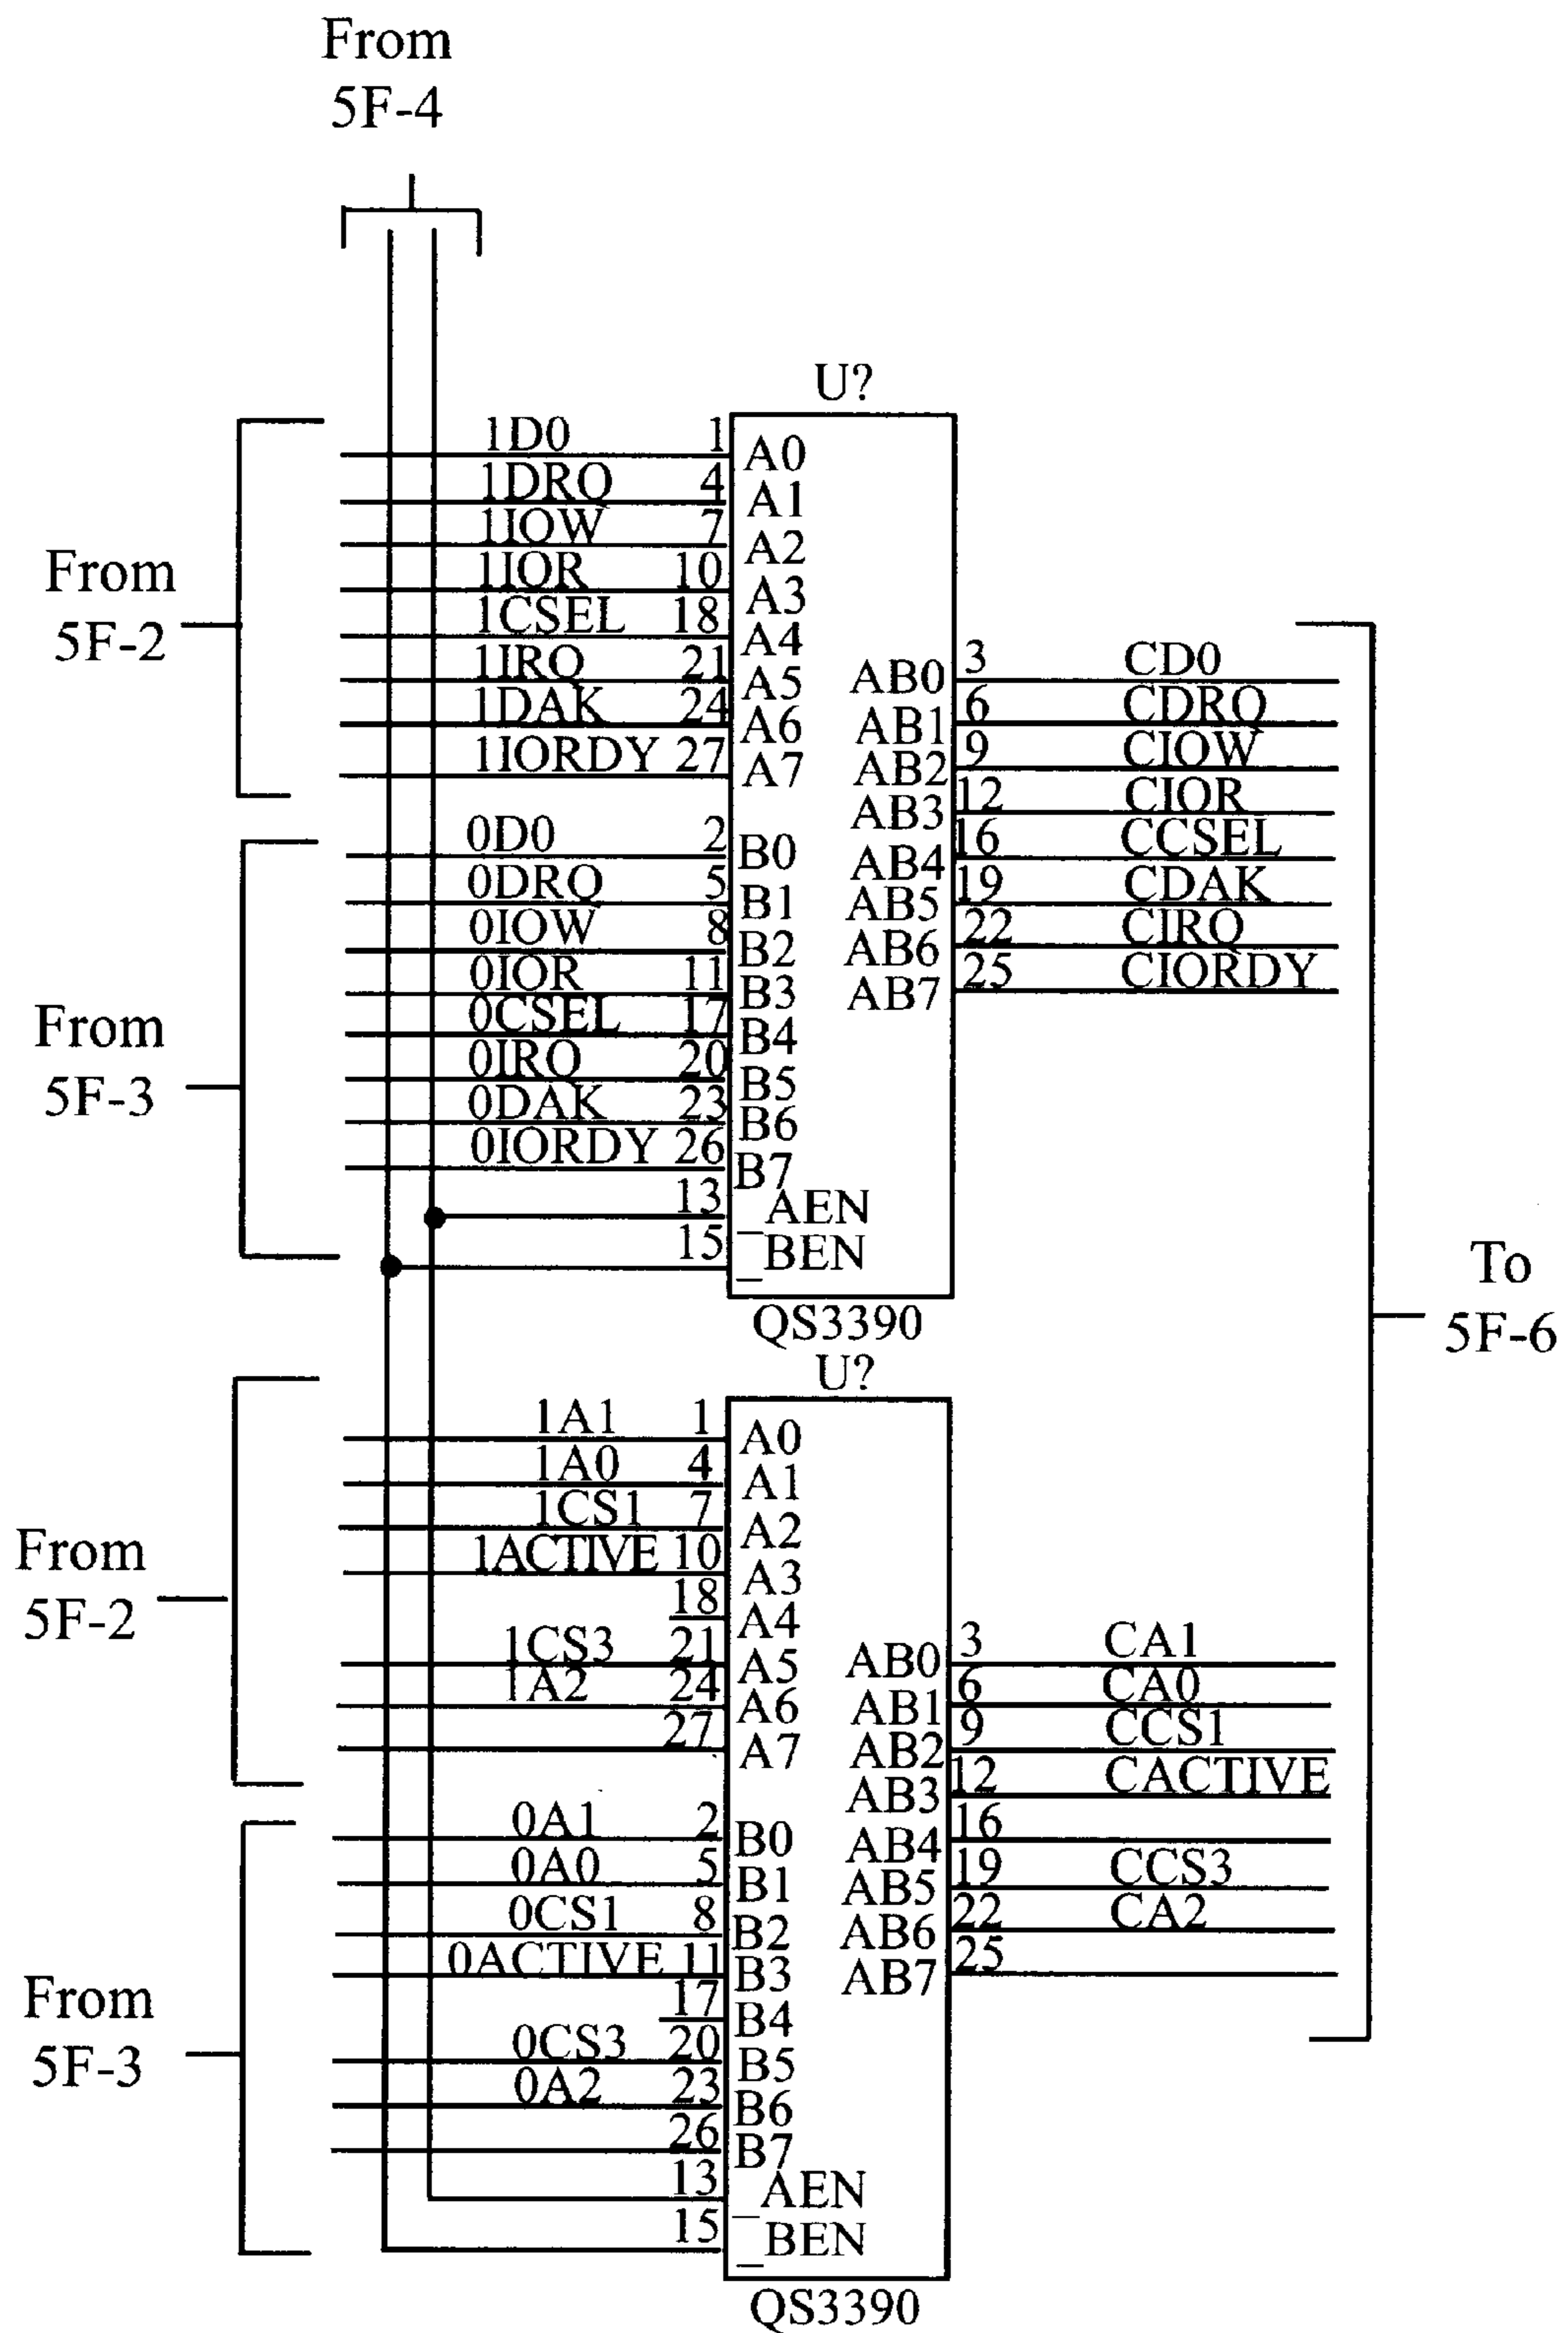 From
5F-4
U?
From
5F-2
1D0 1 A0
1DRQ 4 A1
1IOW 7 A2
1IOR 10 A3
1CSEL 18 A4
1IRQ 21 A5
1DAK 24 A6
1IORDY 27 A7
From
5F-3
0D0 2 B0
0DRQ 5 B1
0IOW 8 B2
0IOR 11 B3
0CSEL 17 B4
0IRQ 20 B5
0DAK 23 B6
0IORDY 26 B7
13 _AEN
15 _BEN
AB0 3 CD0
AB1 6 CDRQ
AB2 9 CIOW
AB3 12 CIOR
AB4 16 CCSEL
AB5 19 CDAK
AB6 22 CIRQ
AB7 25 CIORDY
QS3390
To
5F-6
U?
From
5F-2
1A1 1 A0
1A0 4 A1
1CS1 7 A2
1ACTIVE 10 A3
18 A4
1CS3 21 A5
1A2 24 A6
27 A7
From
5F-3
0A1 2 B0
0A0 5 B1
0CS1 8 B2
0ACTIVE 11 B3
17 B4
0CS3 20 B5
0A2 23 B6
26 B7
13 _AEN
15 _BEN
AB0 3 CA1
AB1 6 CA0
AB2 9 CCS1
AB3 12 CACTIVE
AB4 16
AB5 19 CCS3
AB6 22 CA2
AB7 25
QS3390